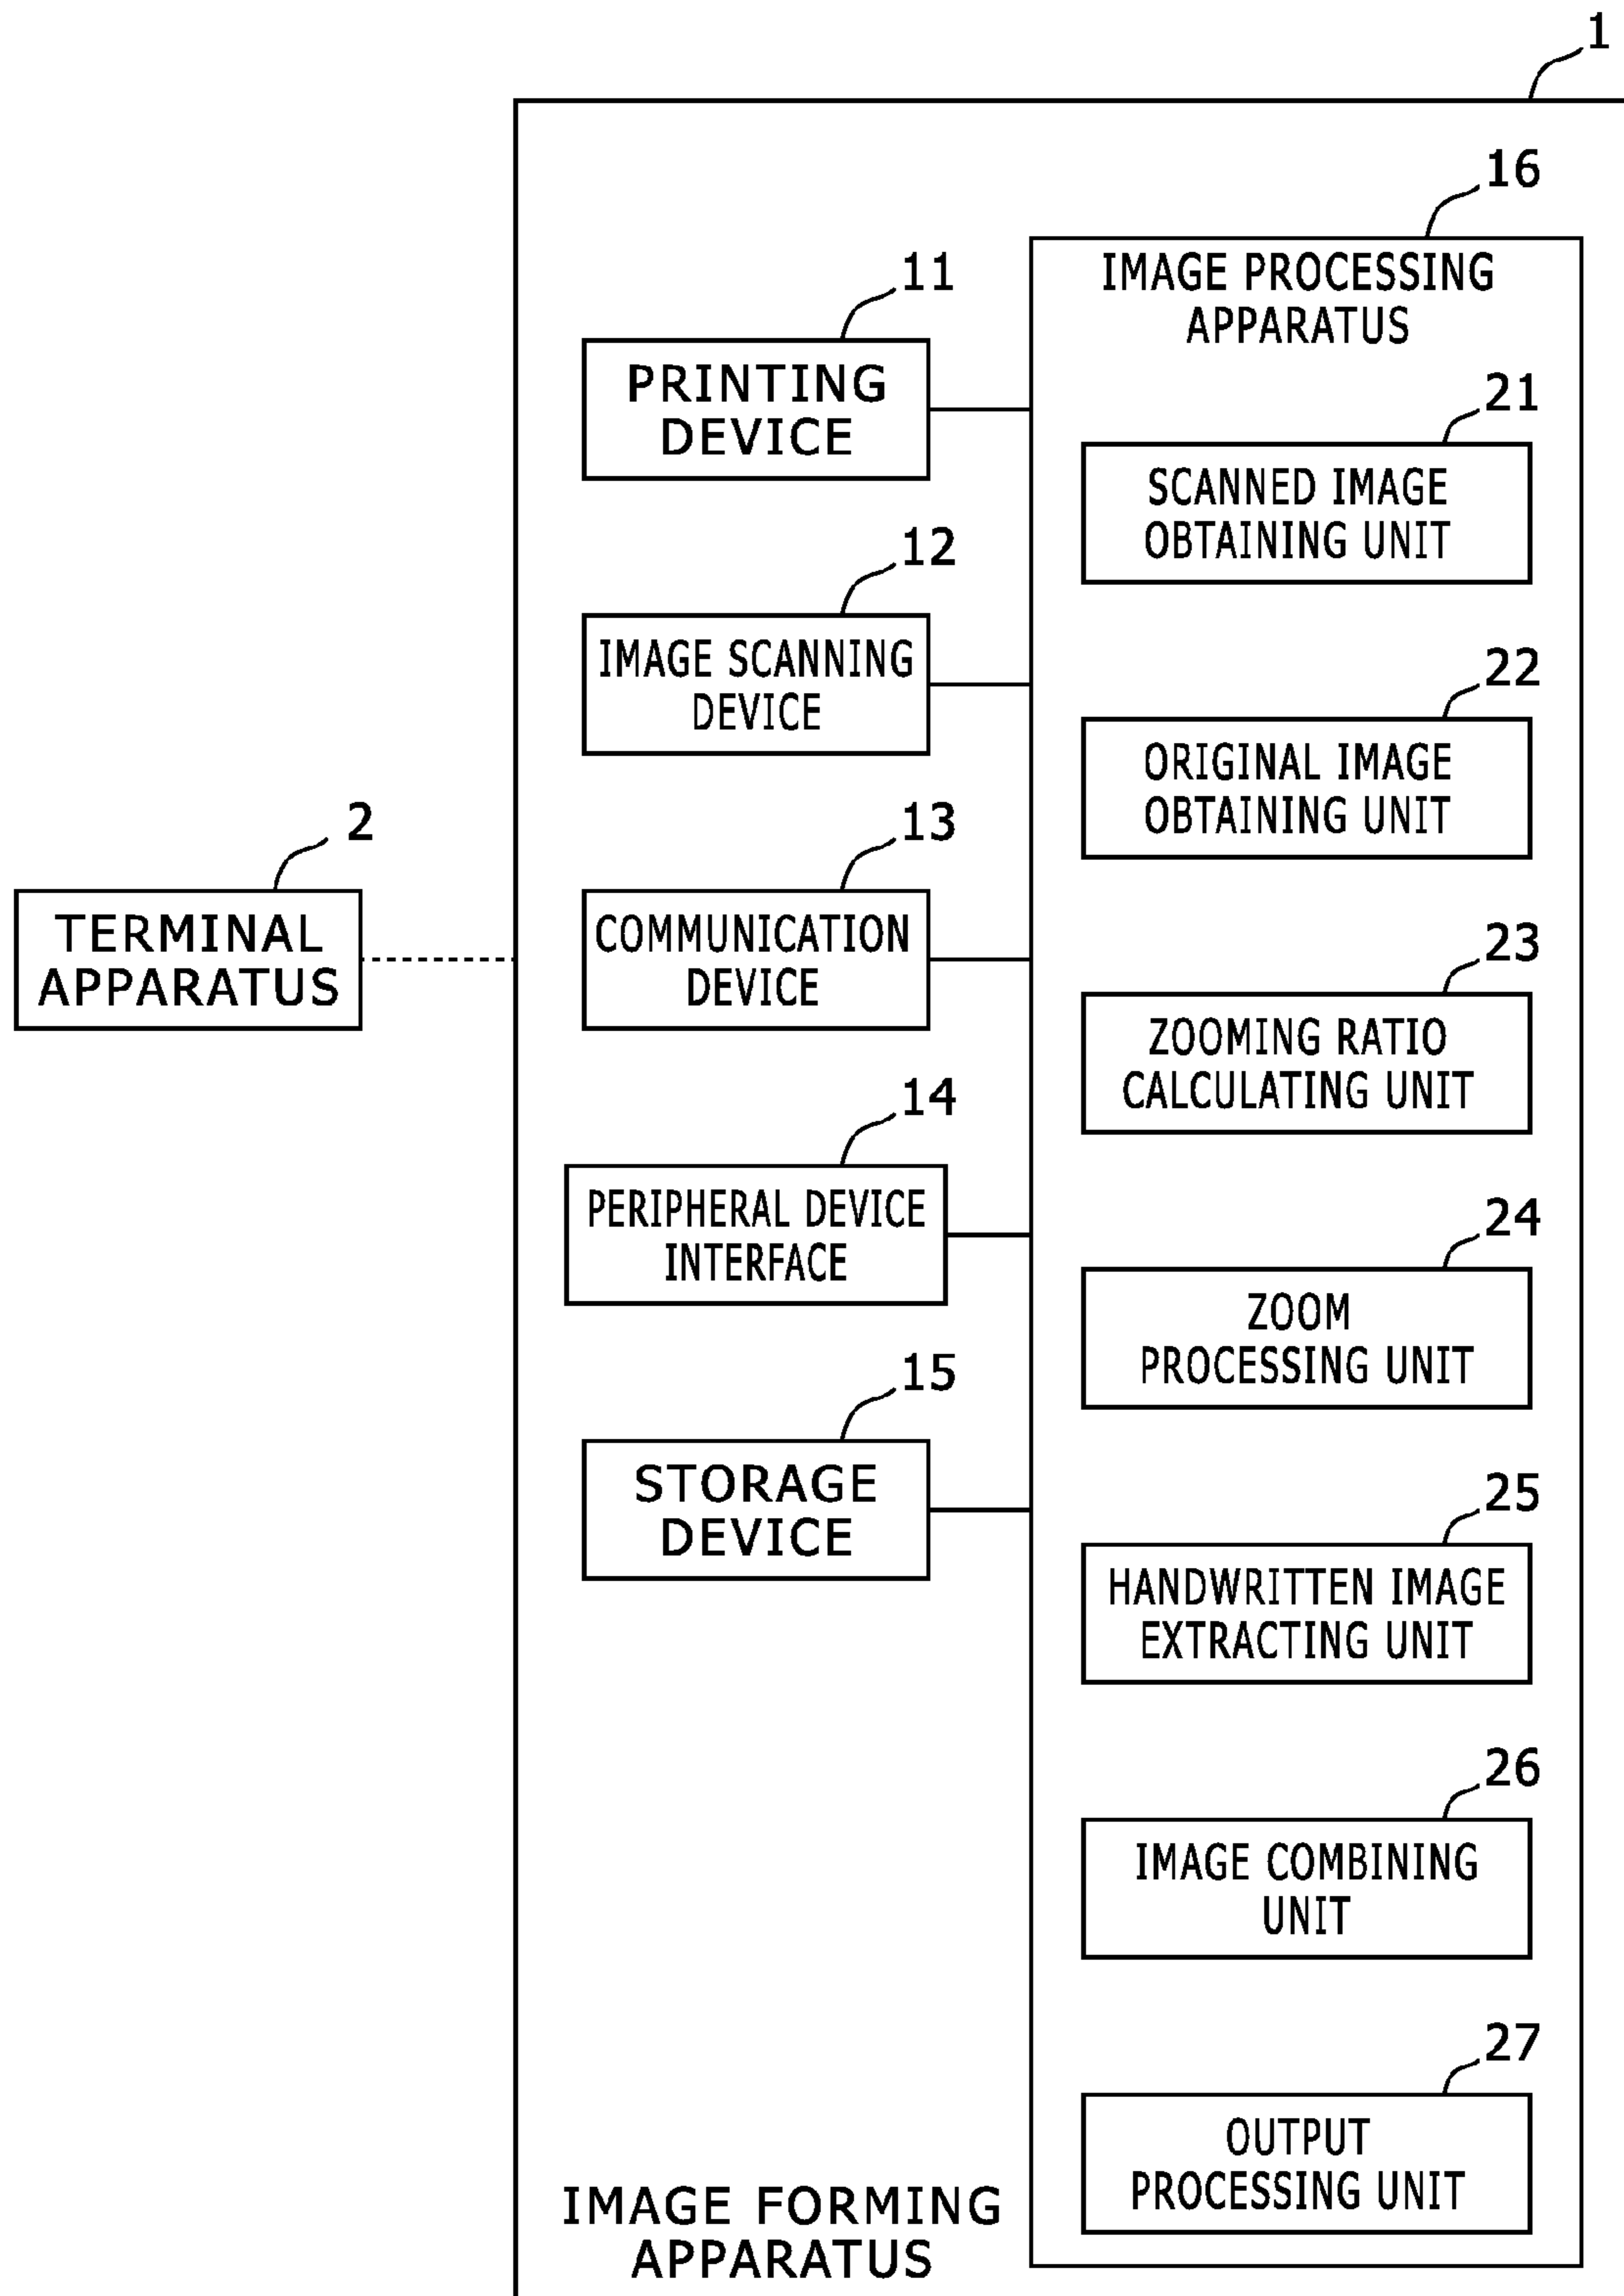 1
16
IMAGE PROCESSING
APPARATUS
11
PRINTING
DEVICE
21
SCANNED IMAGE
OBTAINING UNIT
12
IMAGE SCANNING
DEVICE
22
ORIGINAL IMAGE
OBTAINING UNIT
2
TERMINAL
APPARATUS
13
COMMUNICATION
DEVICE
23
ZOOMING RATIO
CALCULATING UNIT
14
PERIPHERAL DEVICE
INTERFACE
24
ZOOM
PROCESSING UNIT
15
STORAGE
DEVICE
25
HANDWRITTEN IMAGE
EXTRACTING UNIT
26
IMAGE COMBINING
UNIT
27
OUTPUT
PROCESSING UNIT
IMAGE FORMING
APPARATUS